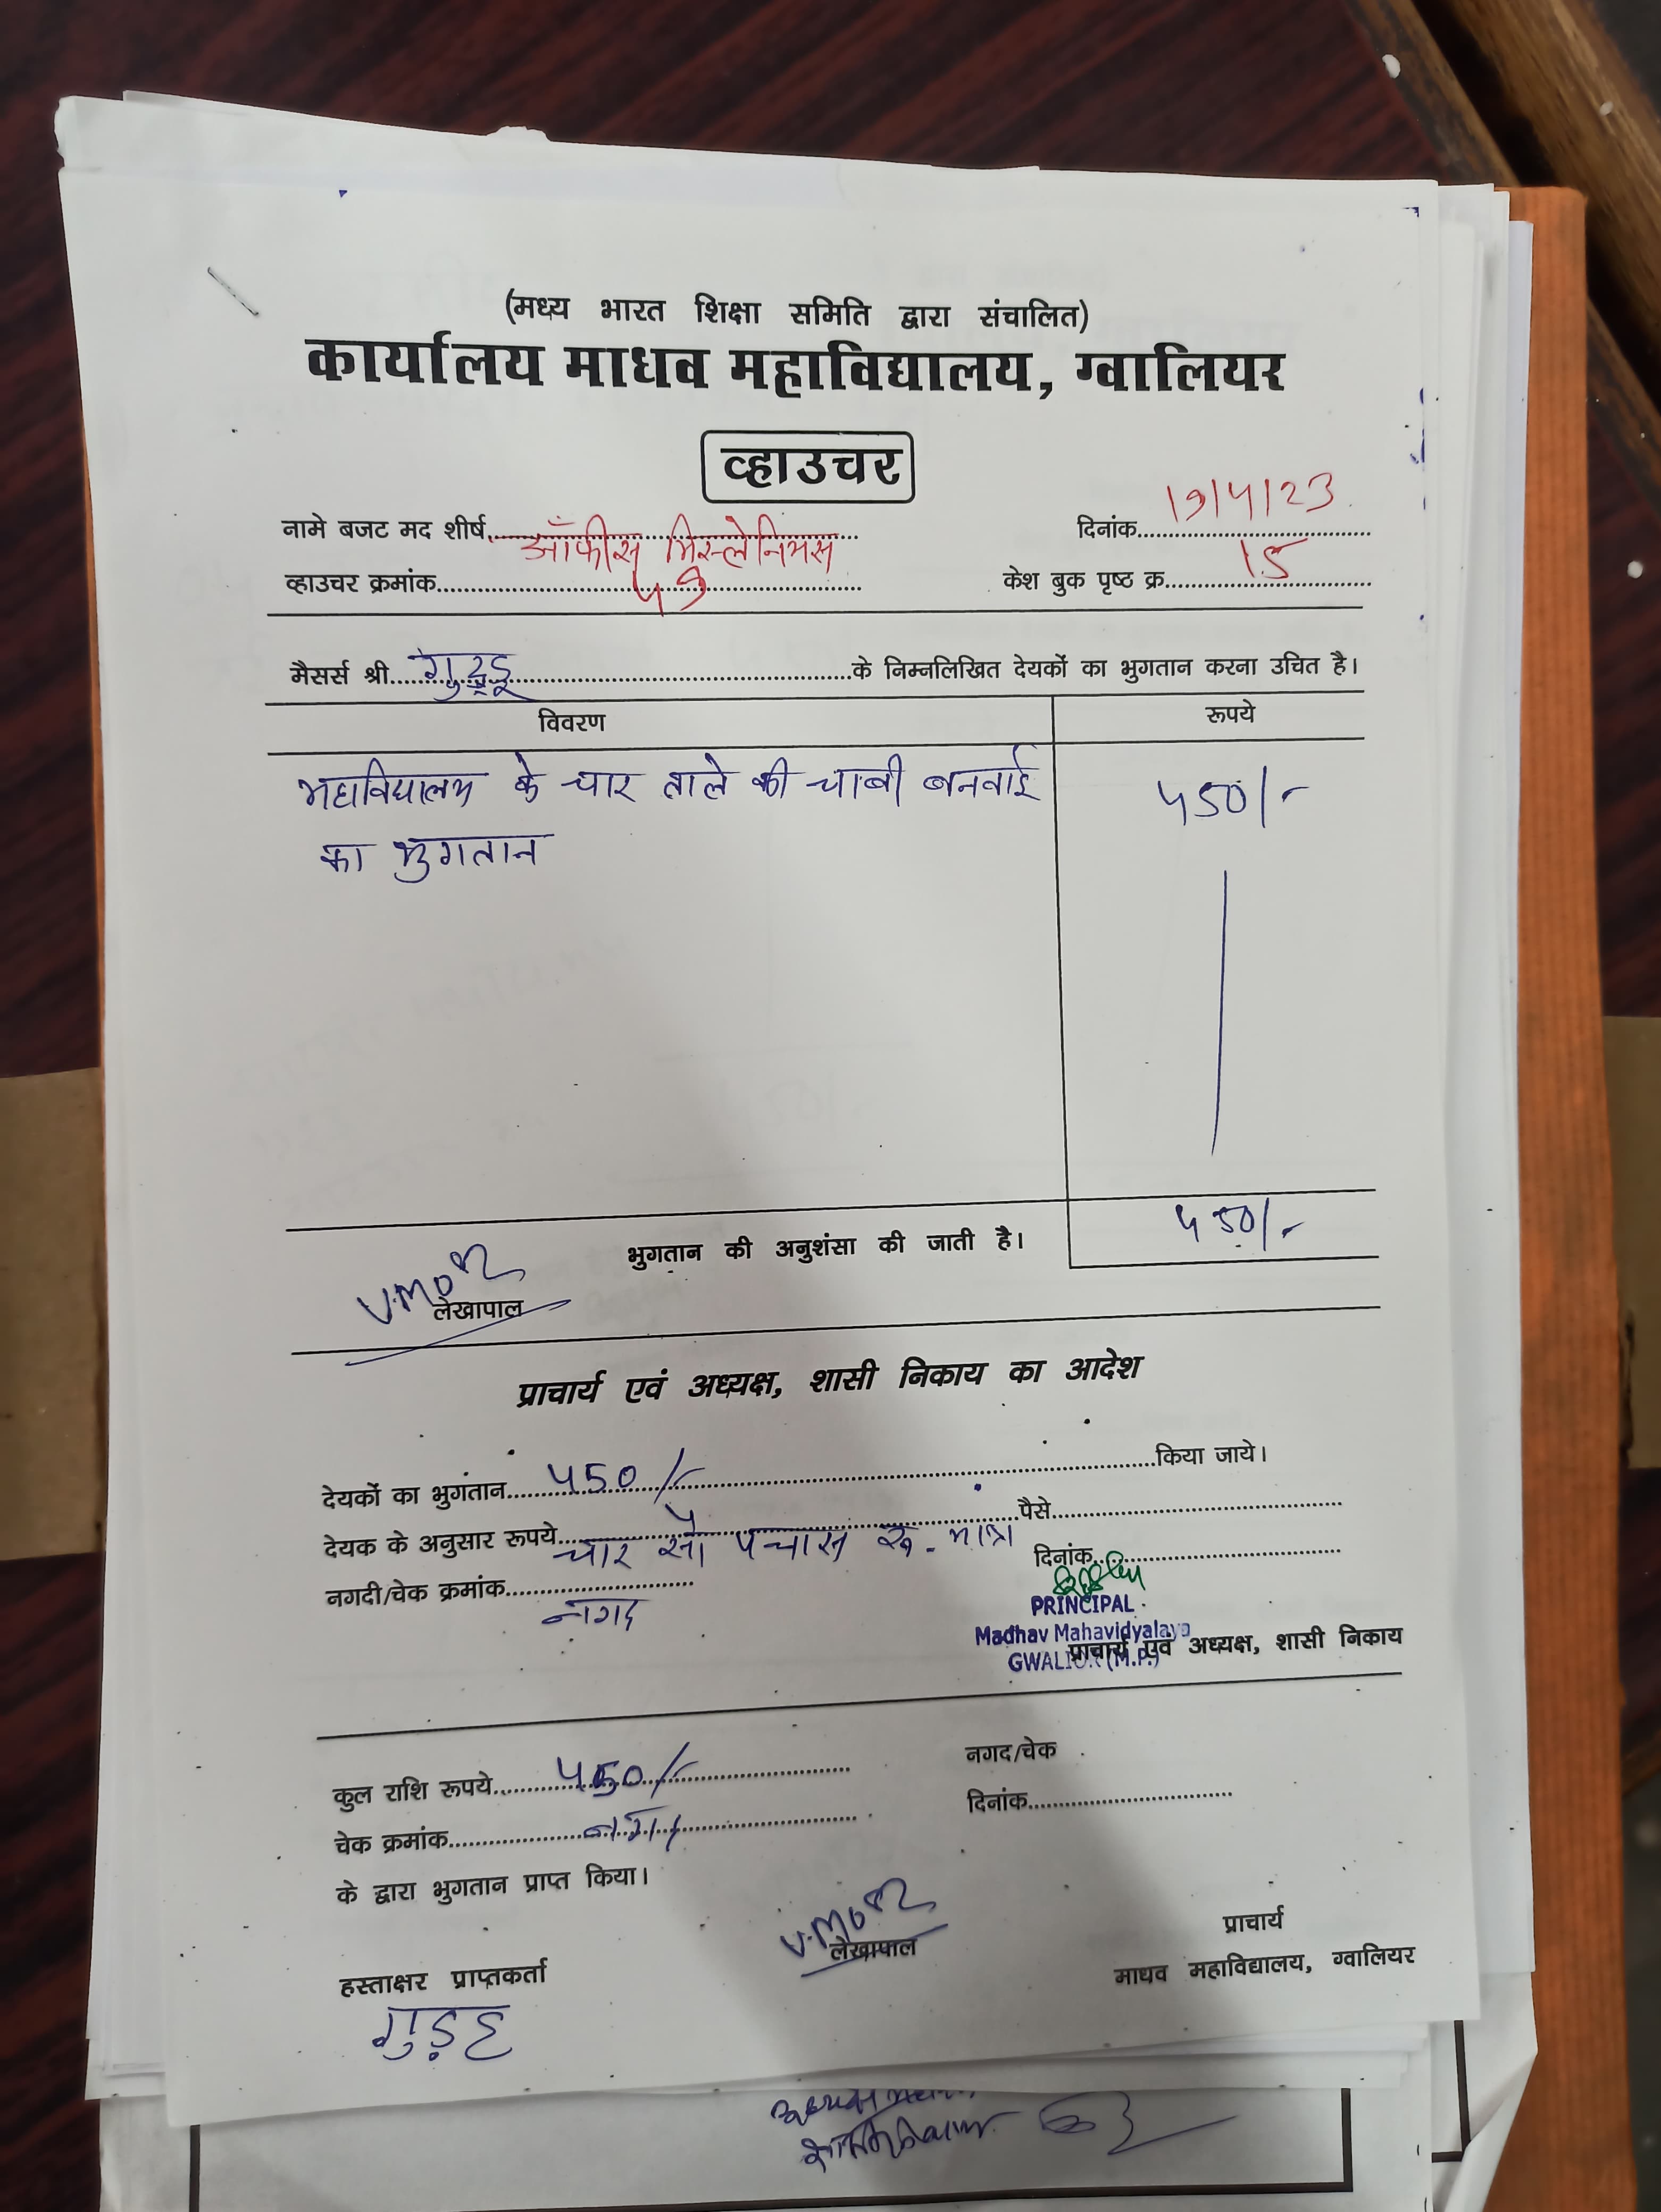 (मध्य भारत शिक्षा समिति द्वारा संचालित)
कार्यालय माधव महाविद्यालय, ग्वालियर
व्हाउचर
नामे बजट मद शीर्ष ऑफीस मिस्लेनियस दिनांक 19/4/23
व्हाउचर क्रमांक 49 केश बुक पृष्ठ क्र. 15
मैसर्स श्री गुड्डू के निम्नलिखित देयकों का भुगतान करना उचित है।
विवरण रूपये
महाविद्यालय के चार ताले की चाबी बनवाई 450/-
का भुगतान
450/-
भुगतान की अनुशंसा की जाती है।
लेखापाल
प्राचार्य एवं अध्यक्ष, शासी निकाय का आदेश
देयकों का भुगंतान 450/- किया जाये।
देयक के अनुसार रूपये चार सौ पचास रू. मात्र पैसे
दिनांक
नगदी/चेक क्रमांक नगद
PRINCIPAL
Madhav Mahavidyalaya
GWALIOR (M.P.)
प्राचार्य एवं अध्यक्ष, शासी निकाय
कुल राशि रूपये 450/- नगद/चेक
चेक क्रमांक नगद दिनांक
के द्वारा भुगतान प्राप्त किया।
लेखापाल
प्राचार्य
हस्ताक्षर प्राप्तकर्ता माधव महाविद्यालय, ग्वालियर